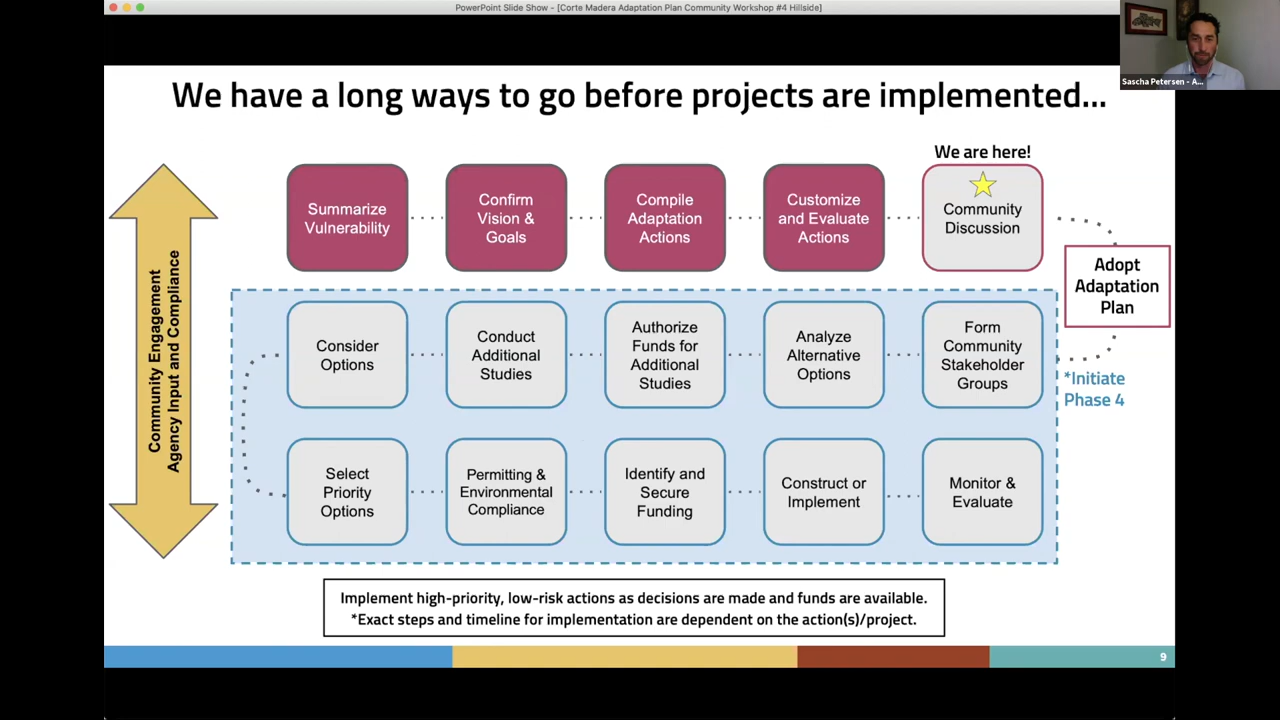 PowerPoint Slide Show - [Corte Madera Adaptation Plan Community Workshop #4 Hillside]
Sascha Petersen - A...
We have a long ways to go before projects are implemented...
We are here!
Summarize
Vulnerability
Confirm
Vision &
Goals
Compile
Adaptation
Actions
Customize
and Evaluate
Actions
Community
Discussion
Adopt
Adaptation
Plan
Community Engagement
Agency Input and Compliance
*Initiate
Phase 4
Form
Community
Stakeholder
Groups
Analyze
Alternative
Options
Authorize
Funds for
Additional
Studies
Conduct
Additional
Studies
Consider
Options
Select
Priority
Options
Permitting &
Environmental
Compliance
Identify and
Secure
Funding
Construct or
Implement
Monitor &
Evaluate
Implement high-priority, low-risk actions as decisions are made and funds are available.
*Exact steps and timeline for implementation are dependent on the action(s)/project.
9